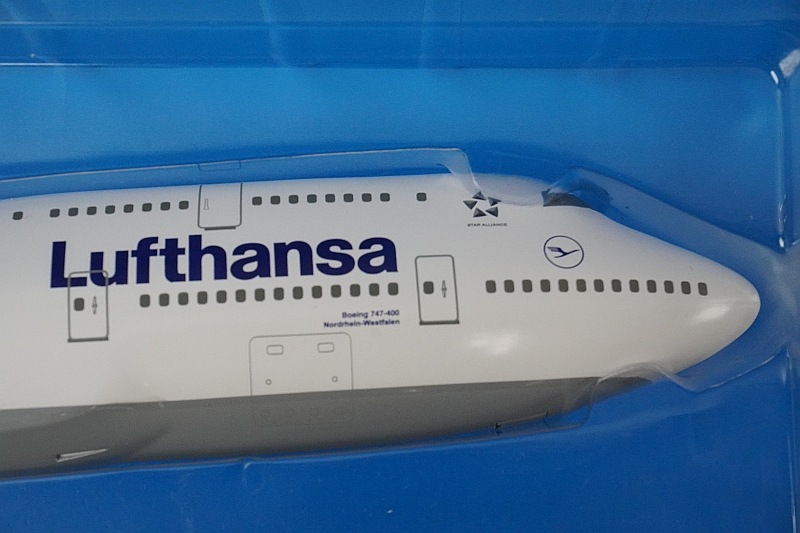 STAR ALLIANCE
Lufthansa
Boeing 747-400
Nordrhein-Westfalen